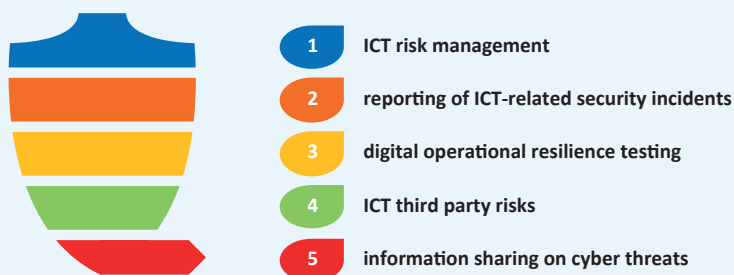 1 ICT risk management
2 reporting of ICT-related security incidents
3 digital operational resilience testing
4 ICT third party risks
5 information sharing on cyber threats